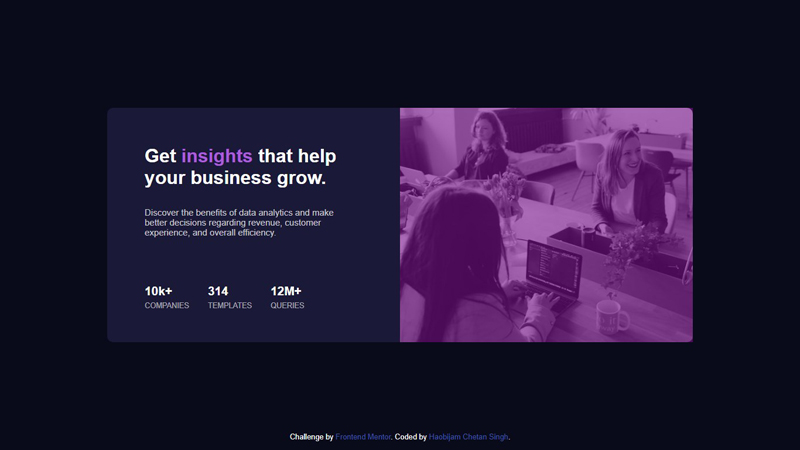 Get insights that help
your business grow.
Discover the benefits of data analytics and make
better decisions regarding revenue, customer
experience, and overall efficiency.
10k+ 314 12M+
COMPANIES TEMPLATES QUERIES
Challenge by Frontend Mentor. Coded by Haobijam Chetan Singh.